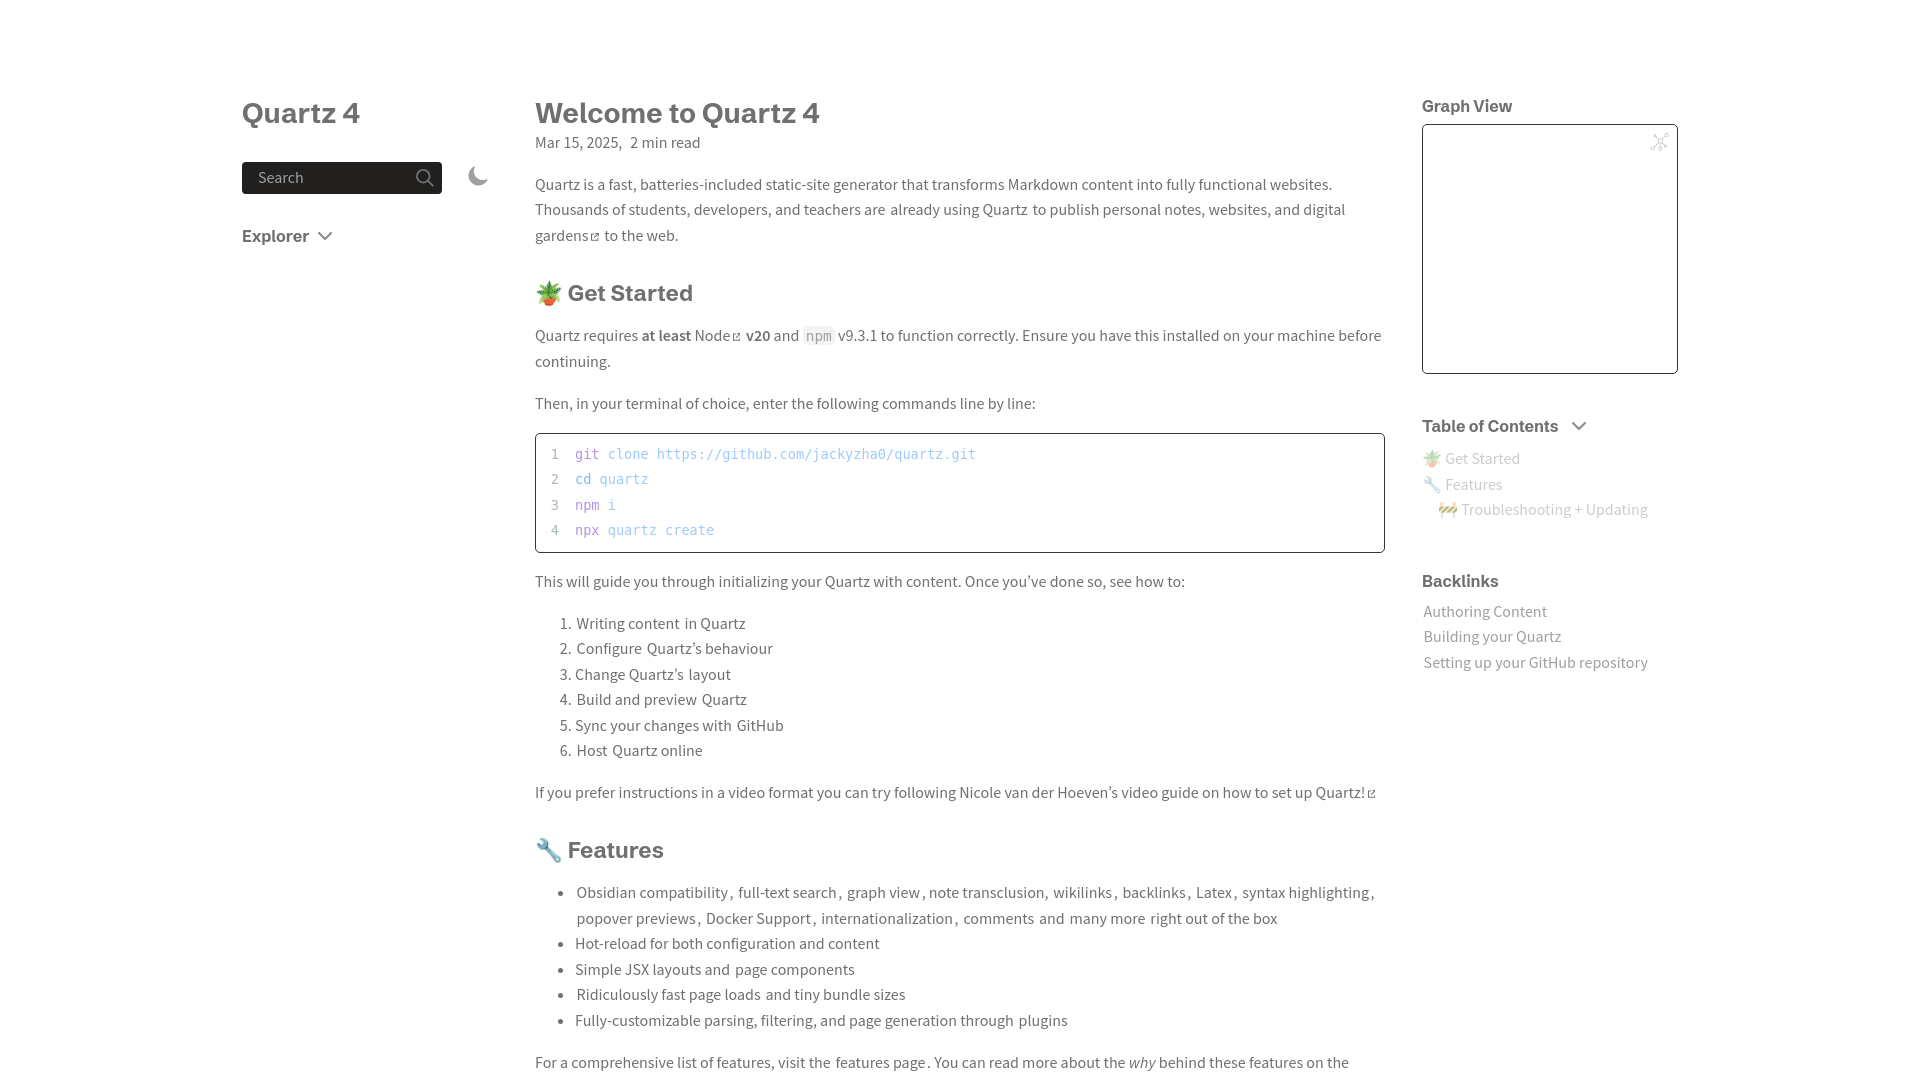 Quartz 4
Search
Explorer
Welcome to Quartz 4
Mar 15, 2025, 2 min read
Quartz is a fast, batteries-included static-site generator that transforms Markdown content into fully functional websites.
Thousands of students, developers, and teachers are already using Quartz to publish personal notes, websites, and digital
gardens to the web.
🪴 Get Started
Quartz requires at least Node v20 and npm v9.3.1 to function correctly. Ensure you have this installed on your machine before
continuing.
Then, in your terminal of choice, enter the following commands line by line:
1 git clone https://github.com/jackyzha0/quartz.git
2 cd quartz
3 npm i
4 npx quartz create
This will guide you through initializing your Quartz with content. Once you’ve done so, see how to:
1. Writing content in Quartz
2. Configure Quartz’s behaviour
3. Change Quartz’s layout
4. Build and preview Quartz
5. Sync your changes with GitHub
6. Host Quartz online
If you prefer instructions in a video format you can try following Nicole van der Hoeven’s video guide on how to set up Quartz!
🔧 Features
• Obsidian compatibility, full-text search, graph view, note transclusion, wikilinks, backlinks, Latex, syntax highlighting,
popover previews, Docker Support, internationalization, comments and many more right out of the box
• Hot-reload for both configuration and content
• Simple JSX layouts and page components
• Ridiculously fast page loads and tiny bundle sizes
• Fully-customizable parsing, filtering, and page generation through plugins
For a comprehensive list of features, visit the features page. You can read more about the why behind these features on the
Graph View
Table of Contents
🪴 Get Started
🔧 Features
🚧 Troubleshooting + Updating
Backlinks
Authoring Content
Building your Quartz
Setting up your GitHub repository